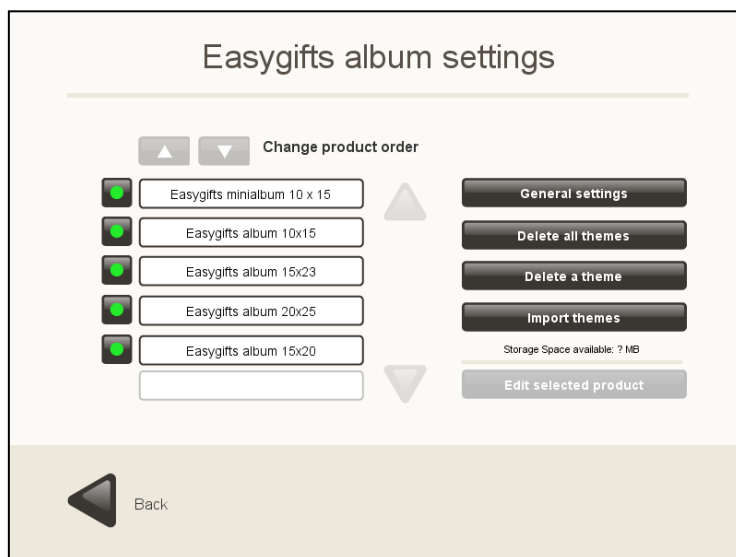 Easygifts album settings
Change product order
Easygifts minialbum 10 x 15
Easygifts album 10x15
Easygifts album 15x23
Easygifts album 20x25
Easygifts album 15x20
General settings
Delete all themes
Delete a theme
Import themes
Storage Space available: ? MB
Edit selected product
Back